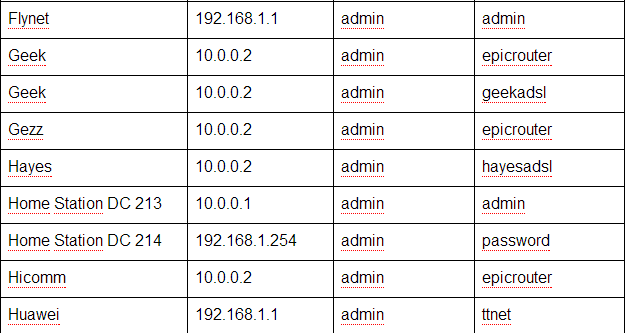 Flynet 192.168.1.1 admin admin
Geek 10.0.0.2 admin epicrouter
Geek 10.0.0.2 admin geekadsl
Gezz 10.0.0.2 admin epicrouter
Hayes 10.0.0.2 admin hayesadsl
Home Station DC 213 10.0.0.1 admin admin
Home Station DC 214 192.168.1.254 admin password
Hicomm 10.0.0.2 admin epicrouter
Huawei 192.168.1.1 admin ttnet